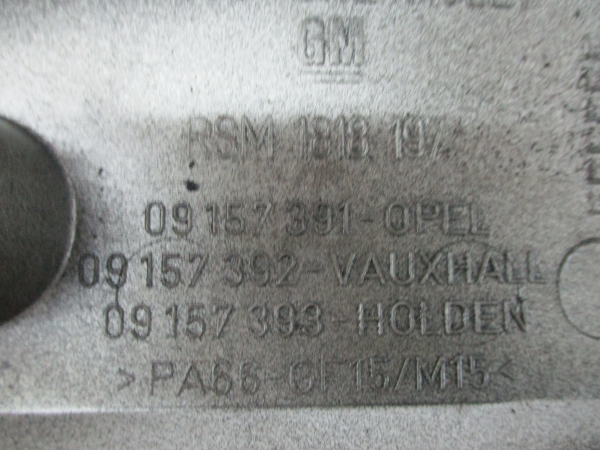 GM
RSM 1818 197
09 157 391-OPEL
09 157 392-VAUXHALL
09 157 393-HOLDEN
>PA66-GF15/M15<